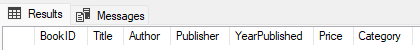 Results Messages
BookID Title Author Publisher YearPublished Price Category